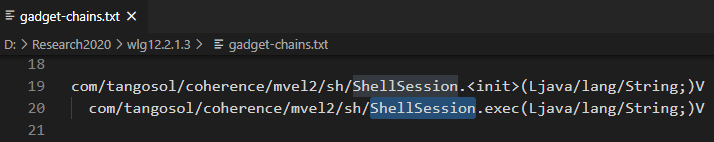 gadget-chains.txt
D: > Research2020 > wlg12.2.1.3 > gadget-chains.txt
18
19 com/tangosol/coherence/mvel2/sh/ShellSession.<init>(Ljava/lang/String;)V
20 com/tangosol/coherence/mvel2/sh/ShellSession.exec(Ljava/lang/String;)V
21